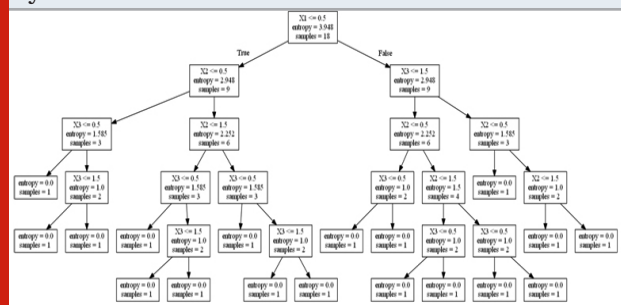 X1 <= 0.5
entropy = 3.948
samples = 18
True
False
X2 <= 0.5
entropy = 2.948
samples = 9
X3 <= 1.5
entropy = 2.948
samples = 9
X3 <= 0.5
entropy = 1.585
samples = 3
X2 <= 1.5
entropy = 2.252
samples = 6
X2 <= 0.5
entropy = 2.252
samples = 6
X2 <= 0.5
entropy = 1.585
samples = 3
entropy = 0.0
samples = 1
X3 <= 1.5
entropy = 1.0
samples = 2
X3 <= 0.5
entropy = 1.585
samples = 3
X3 <= 0.5
entropy = 1.585
samples = 3
X3 <= 0.5
entropy = 1.0
samples = 2
X2 <= 1.5
entropy = 1.5
samples = 4
entropy = 0.0
samples = 1
X2 <= 1.5
entropy = 1.0
samples = 2
entropy = 0.0
samples = 1
entropy = 0.0
samples = 1
entropy = 0.0
samples = 1
X3 <= 1.5
entropy = 1.0
samples = 2
entropy = 0.0
samples = 1
X3 <= 1.5
entropy = 1.0
samples = 2
entropy = 0.0
samples = 1
entropy = 0.0
samples = 1
X3 <= 0.5
entropy = 1.0
samples = 2
X3 <= 0.5
entropy = 1.0
samples = 2
entropy = 0.0
samples = 1
entropy = 0.0
samples = 1
entropy = 0.0
samples = 1
entropy = 0.0
samples = 1
entropy = 0.0
samples = 1
entropy = 0.0
samples = 1
entropy = 0.0
samples = 1
entropy = 0.0
samples = 1
entropy = 0.0
samples = 1
entropy = 0.0
samples = 1